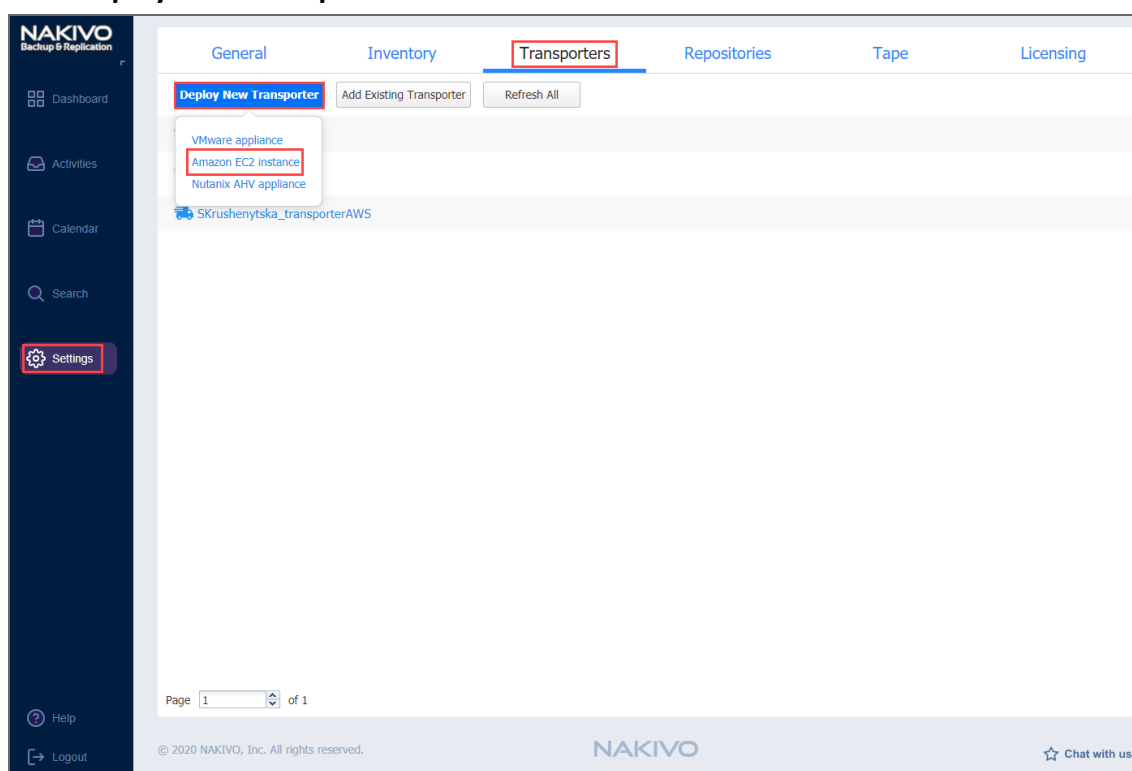 NAKIVO
Backup & Replication
General
Inventory
Transporters
Repositories
Tape
Licensing
Dashboard
Deploy New Transporter
Add Existing Transporter
Refresh All
VMware appliance
Activities
Amazon EC2 instance
Nutanix AHV appliance
SKrushenytska_transporterAWS
Calendar
Search
Settings
Page 1 of 1
Help
Logout
© 2020 NAKIVO, Inc. All rights reserved.
NAKIVO
Chat with us